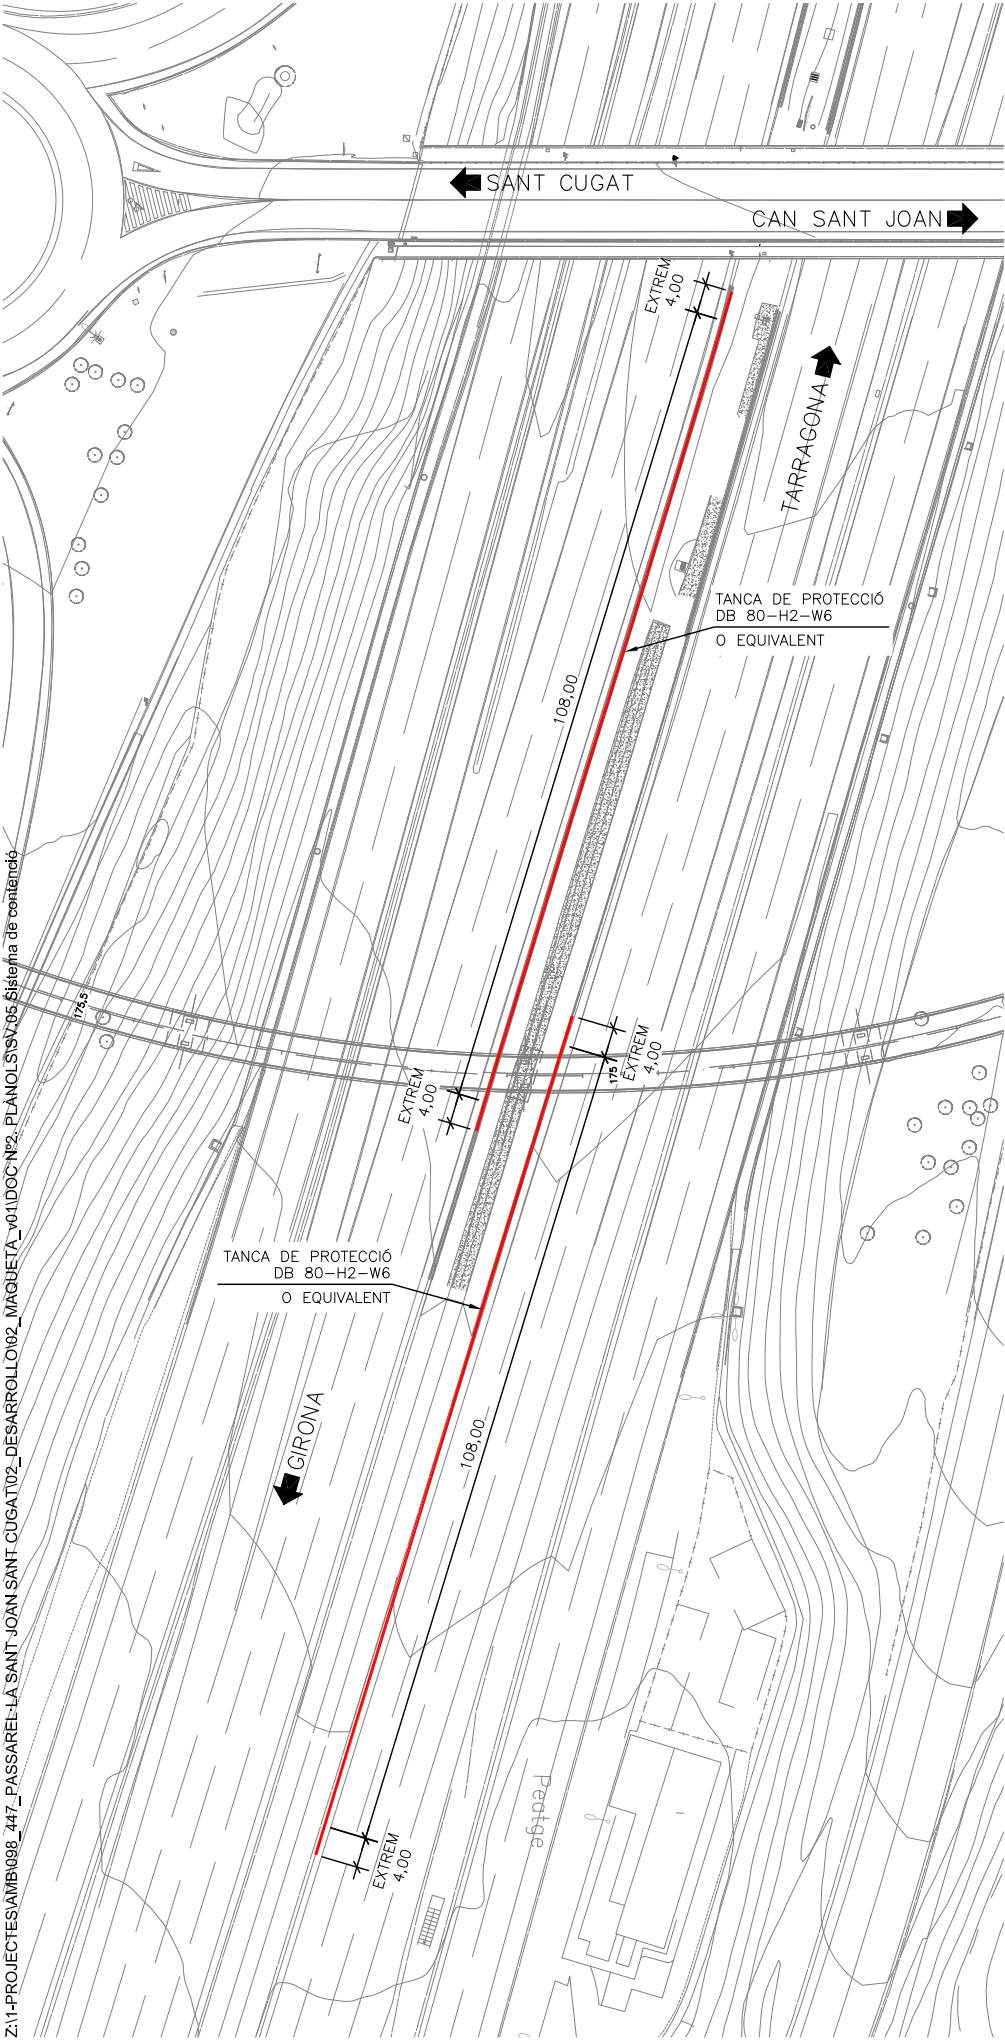 SANT CUGAT
CAN SANT JOAN
EXTREM
4,00
TARRAGONA
TANCA DE PROTECCIÓ
DB 80-H2-W6
O EQUIVALENT
108,00
175,5
EXTREM
4,00
175
EXTREM
4,00
TANCA DE PROTECCIÓ
DB 80-H2-W6
O EQUIVALENT
GIRONA
108,00
Peatge
EXTREM
4,00
Z:\1-PROJECTES\AMB\098_447_PASSAREL·LA SANT JOAN SANT CUGAT\02_DESARROLLO\02_MAQUETA_v01\DOC Nº2. PLÀNOLS\SV.05 Sistema de contenció